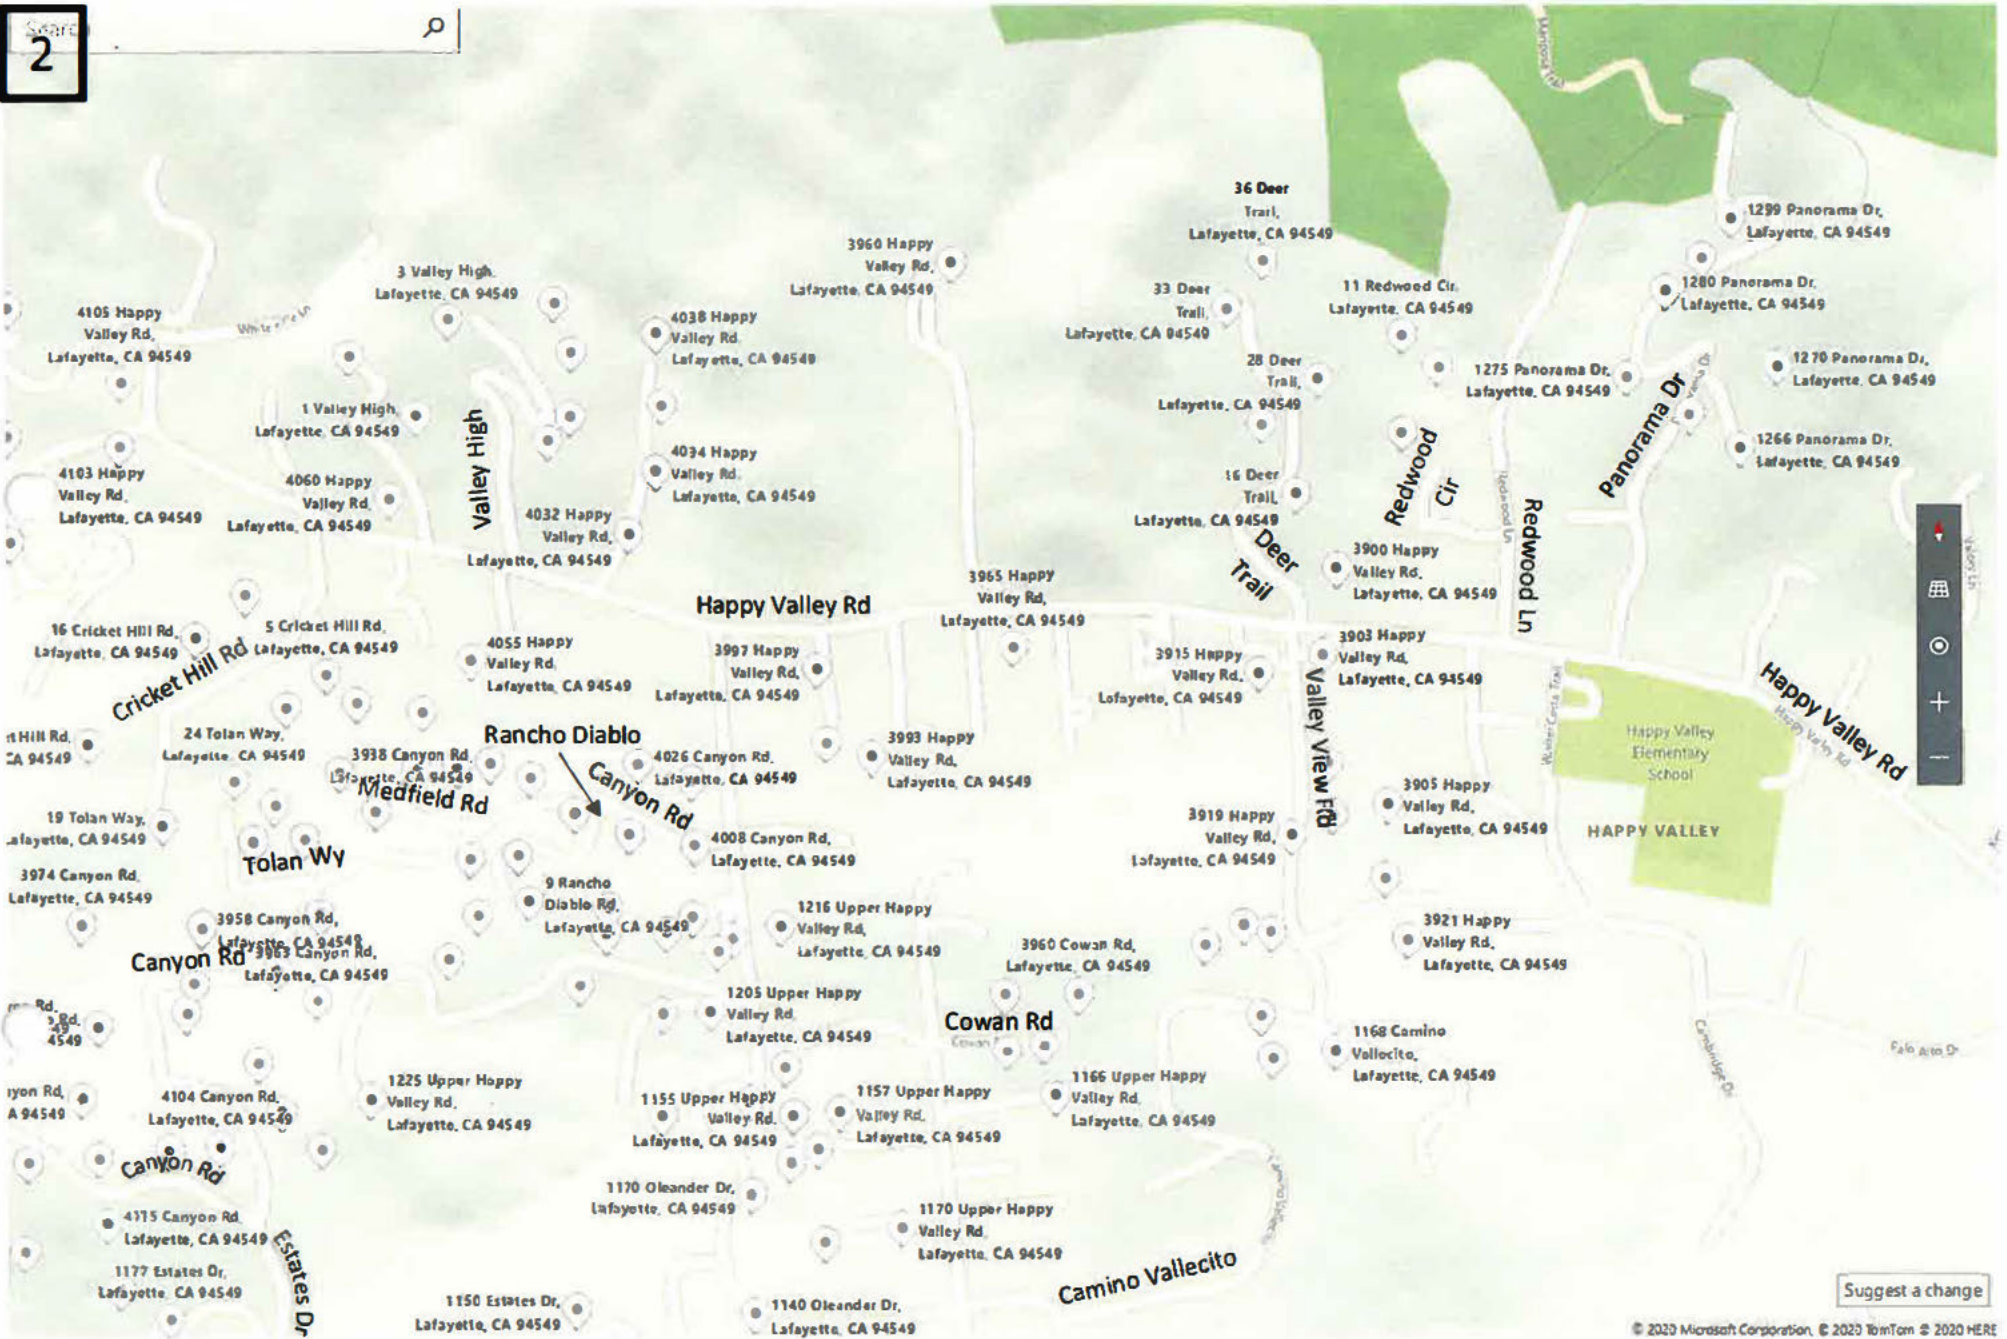 2
Search
36 Deer
Trail,
Lafayette, CA 94549
1299 Panorama Dr,
Lafayette, CA 94549
3960 Happy
Valley Rd,
Lafayette, CA 94549
3 Valley High,
Lafayette, CA 94549
33 Deer
Trail,
Lafayette, CA 94549
11 Redwood Cir,
Lafayette, CA 94549
1280 Panorama Dr,
Lafayette, CA 94549
4105 Happy
Valley Rd,
Lafayette, CA 94549
4038 Happy
Valley Rd,
Lafayette, CA 94549
28 Deer
Trail,
Lafayette, CA 94549
1275 Panorama Dr,
Lafayette, CA 94549
1270 Panorama Dr,
Lafayette, CA 94549
Panorama Dr
1 Valley High,
Lafayette, CA 94549
Valley High
4034 Happy
Valley Rd,
Lafayette, CA 94549
1266 Panorama Dr,
Lafayette, CA 94549
4103 Happy
Valley Rd,
Lafayette, CA 94549
4060 Happy
Valley Rd,
Lafayette, CA 94549
16 Deer
Trail,
Lafayette, CA 94549
Redwood
Cir
Redwood Ln
Redwood Ln
4032 Happy
Valley Rd,
Lafayette, CA 94549
Deer
Trail
3900 Happy
Valley Rd,
Lafayette, CA 94549
Happy Valley Rd
3965 Happy
Valley Rd,
Lafayette, CA 94549
16 Cricket Hill Rd,
Lafayette, CA 94549
5 Cricket Hill Rd,
Lafayette, CA 94549
Cricket Hill Rd
4055 Happy
Valley Rd,
Lafayette, CA 94549
3997 Happy
Valley Rd,
Lafayette, CA 94549
3915 Happy
Valley Rd,
Lafayette, CA 94549
3903 Happy
Valley Rd,
Lafayette, CA 94549
Valley View Rd
Happy Valley Rd
Happy Valley Rd
Happy Valley
Elementary
School
HAPPY VALLEY
t Hill Rd,
CA 94549
24 Tolan Way,
Lafayette, CA 94549
3938 Canyon Rd,
Lafayette, CA 94549
Medfield Rd
Rancho Diablo
Canyon Rd
4026 Canyon Rd,
Lafayette, CA 94549
3993 Happy
Valley Rd,
Lafayette, CA 94549
3905 Happy
Valley Rd,
Lafayette, CA 94549
19 Tolan Way,
Lafayette, CA 94549
Tolan Wy
4008 Canyon Rd,
Lafayette, CA 94549
3919 Happy
Valley Rd,
Lafayette, CA 94549
3974 Canyon Rd,
Lafayette, CA 94549
9 Rancho
Diablo Rd,
Lafayette, CA 94549
3958 Canyon Rd,
Lafayette, CA 94549
Canyon Rd
3963 Canyon Rd,
Lafayette, CA 94549
1216 Upper Happy
Valley Rd,
Lafayette, CA 94549
3960 Cowan Rd,
Lafayette, CA 94549
3921 Happy
Valley Rd,
Lafayette, CA 94549
1205 Upper Happy
Valley Rd,
Lafayette, CA 94549
Cowan Rd
1168 Camino
Vallecito,
Lafayette, CA 94549
Cambridge Dr
Palo Alto Dr
yon Rd,
A 94549
4104 Canyon Rd,
Lafayette, CA 94549
1225 Upper Happy
Valley Rd,
Lafayette, CA 94549
1155 Upper Happy
Valley Rd,
Lafayette, CA 94549
1157 Upper Happy
Valley Rd,
Lafayette, CA 94549
1166 Upper Happy
Valley Rd,
Lafayette, CA 94549
Canyon Rd
1170 Oleander Dr,
Lafayette, CA 94549
4115 Canyon Rd,
Lafayette, CA 94549
Estates Dr
1170 Upper Happy
Valley Rd,
Lafayette, CA 94549
Camino Vallecito
1177 Estates Dr,
Lafayette, CA 94549
1150 Estates Dr,
Lafayette, CA 94549
1140 Oleander Dr,
Lafayette, CA 94549
Suggest a change
© 2020 Microsoft Corporation, © 2020 TomTom © 2020 HERE